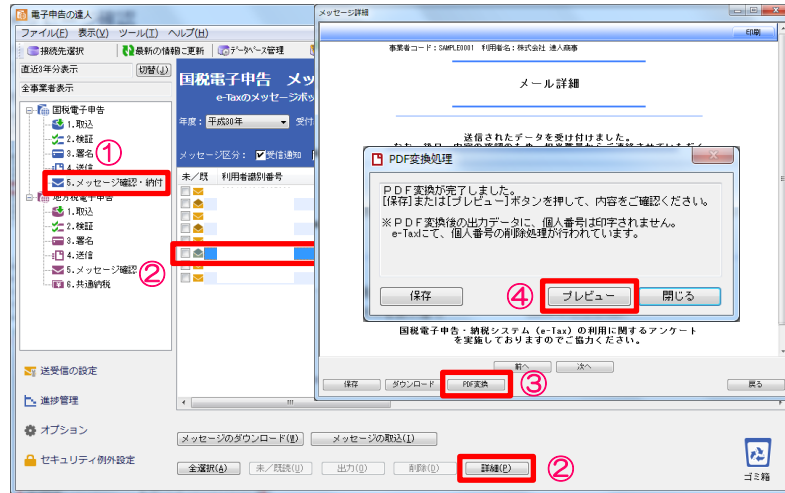 電子申告の達人
ファイル(F) 表示(V) ツール(T) ヘルプ(H)
接続先選択 最新の情報に更新 データベース管理
直近3年分表示 切替(J)
全事業者表示
国税電子申告
1.取込
2.検証
3.署名
①
4.送信
5.メッセージ確認・納付
地方税電子申告
1.取込
2.検証
3.署名
4.送信
5.メッセージ確認
②
6.共通納税
送受信の設定
進捗管理
オプション
セキュリティ例外設定
国税電子申告 メッ
e-Taxのメッセージボッ
年度: 平成30年 受付
メッセージ区分: 受信通知
未/既 利用者識別番号
メッセージのダウンロード(W) メッセージの取込(I)
全選択(A) 未/既読(U) 出力(O) 削除(D) 詳細(P) ②
ゴミ箱
メッセージ詳細
印刷
事業者コード:SAMPLE0001 利用者名:株式会社 達人商事
メール詳細
送信されたデータを受け付けました。
PDF変換処理
PDF変換が完了しました。
[保存]または[プレビュー]ボタンを押して、内容をご確認ください。
※PDF変換後の出力データに、個人番号は印字されません。
e-Taxにて、個人番号の削除処理が行われています。
保存 ④ プレビュー 閉じる
国税電子申告・納税システム(e-Tax)の利用に関するアンケート
を実施しておりますのでご協力ください。
前へ 次へ
保存 ダウンロード PDF変換 ③ 戻る